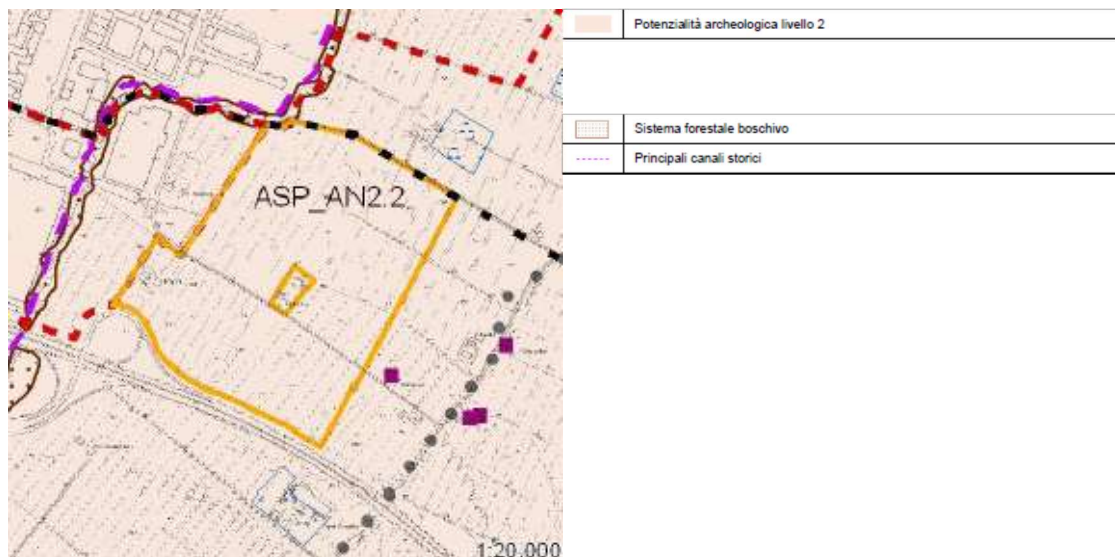 Potenzialità archeologica livello 2
Sistema forestale boschivo
Principali canali storici
ASP_AN2.2
1:20.000